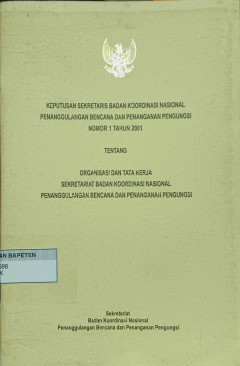 KEPUTUSAN SEKRETARIS BADAN KOORDINASI NASIONAL
PENANGGULANGAN BENCANA DAN PENANGANAN PENGUNGSI
NOMOR 1 TAHUN 2001
TENTANG
ORGANISASI DAN TATA KERJA
SEKRETARIAT BADAN KOORDINASI NASIONAL
PENANGGULANGAN BENCANA DAN PENANGANAN PENGUNGSI
AN BAPETEN
598
K
Sekretariat
Badan Koordinasi Nasional
Penanggulangan Bencana dan Penanganan Pengungsi